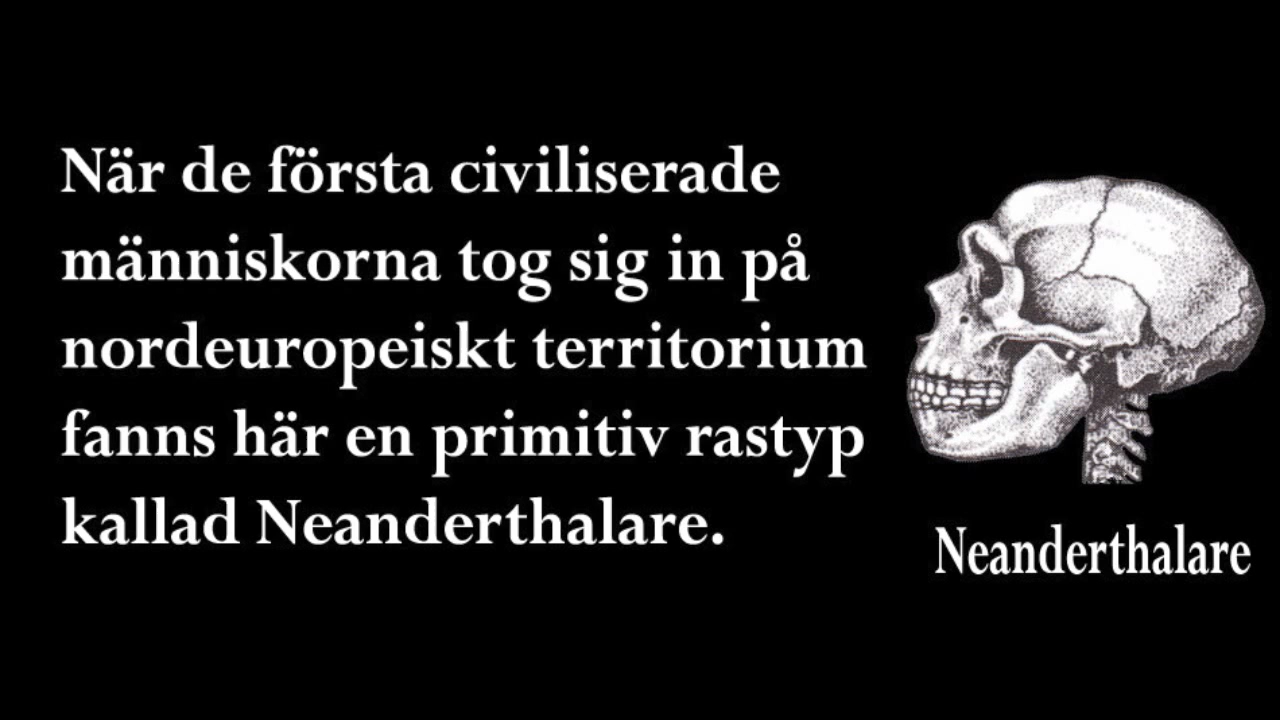 När de första civiliserade
människorna tog sig in på
nordeuropeiskt territorium
fanns här en primitiv rastyp
kallad Neanderthalare.
Neanderthalare